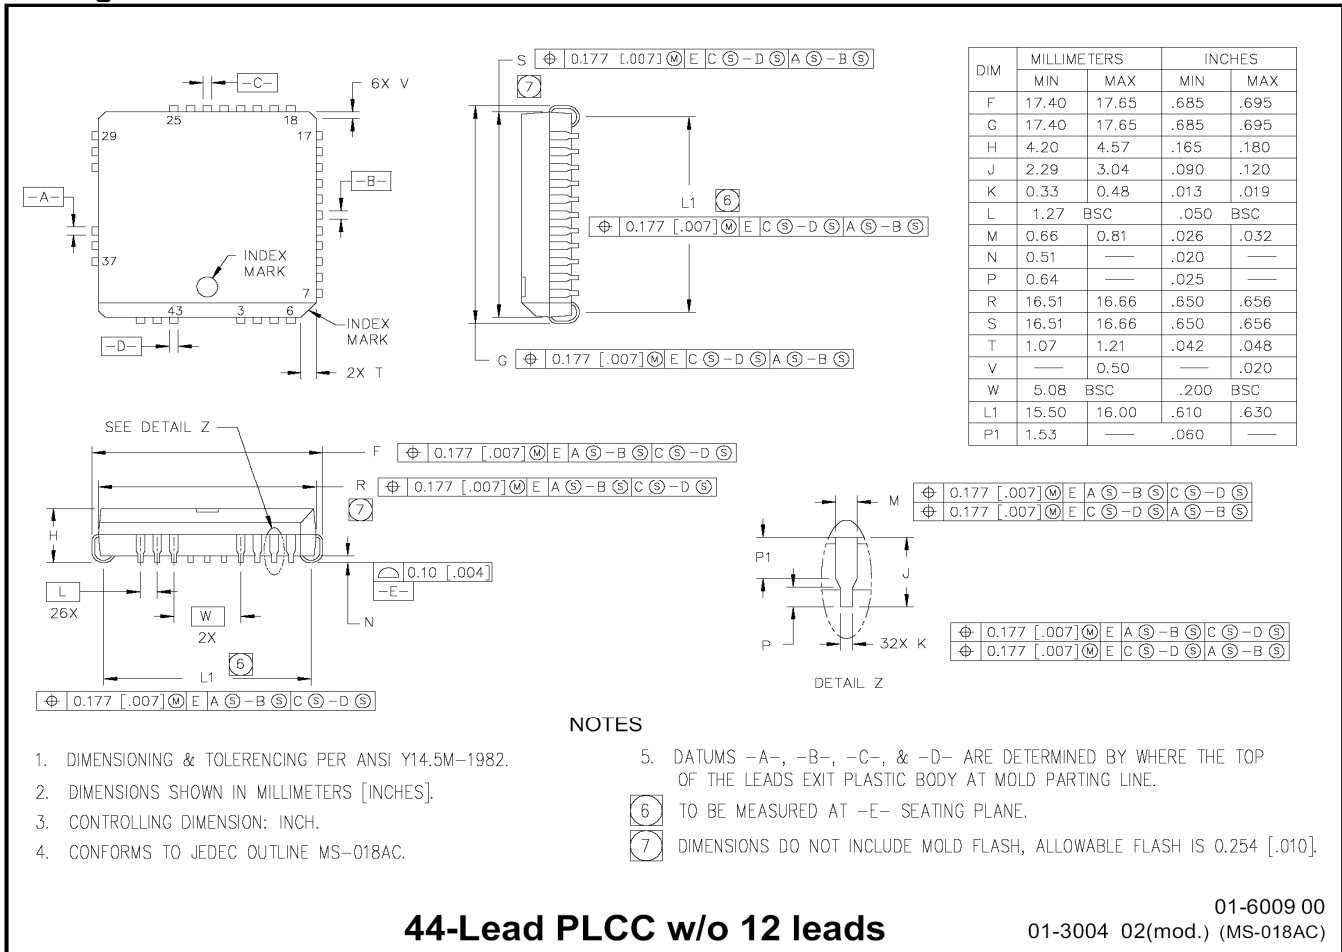 -C-
6X V
25
18
29
17
-A-
-B-
37
INDEX
MARK
7
43
3
6
-D-
INDEX
MARK
2X T
S ⌖ 0.177 [.007] Ⓜ E C Ⓢ -D Ⓢ A Ⓢ -B Ⓢ
7
L1 6
⌖ 0.177 [.007] Ⓜ E C Ⓢ -D Ⓢ A Ⓢ -B Ⓢ
G ⌖ 0.177 [.007] Ⓜ E C Ⓢ -D Ⓢ A Ⓢ -B Ⓢ
DIM MILLIMETERS INCHES
MIN MAX MIN MAX
F 17.40 17.65 .685 .695
G 17.40 17.65 .685 .695
H 4.20 4.57 .165 .180
J 2.29 3.04 .090 .120
K 0.33 0.48 .013 .019
L 1.27 BSC .050 BSC
M 0.66 0.81 .026 .032
N 0.51 — .020 —
P 0.64 — .025 —
R 16.51 16.66 .650 .656
S 16.51 16.66 .650 .656
T 1.07 1.21 .042 .048
V — 0.50 — .020
W 5.08 BSC .200 BSC
L1 15.50 16.00 .610 .630
P1 1.53 — .060 —
SEE DETAIL Z
F ⌖ 0.177 [.007] Ⓜ E A Ⓢ -B Ⓢ C Ⓢ -D Ⓢ
R ⌖ 0.177 [.007] Ⓜ E A Ⓢ -B Ⓢ C Ⓢ -D Ⓢ
7
H
⌓ 0.10 [.004]
-E-
L
26X
W
2X
N
6
L1
⌖ 0.177 [.007] Ⓜ E A Ⓢ -B Ⓢ C Ⓢ -D Ⓢ
M ⌖ 0.177 [.007] Ⓜ E A Ⓢ -B Ⓢ C Ⓢ -D Ⓢ
⌖ 0.177 [.007] Ⓜ E C Ⓢ -D Ⓢ A Ⓢ -B Ⓢ
P1
J
P
32X K
⌖ 0.177 [.007] Ⓜ E A Ⓢ -B Ⓢ C Ⓢ -D Ⓢ
⌖ 0.177 [.007] Ⓜ E C Ⓢ -D Ⓢ A Ⓢ -B Ⓢ
DETAIL Z
NOTES
1. DIMENSIONING & TOLERENCING PER ANSI Y14.5M-1982.
2. DIMENSIONS SHOWN IN MILLIMETERS [INCHES].
3. CONTROLLING DIMENSION: INCH.
4. CONFORMS TO JEDEC OUTLINE MS-018AC.
5. DATUMS -A-, -B-, -C-, & -D- ARE DETERMINED BY WHERE THE TOP
OF THE LEADS EXIT PLASTIC BODY AT MOLD PARTING LINE.
6 TO BE MEASURED AT -E- SEATING PLANE.
7 DIMENSIONS DO NOT INCLUDE MOLD FLASH, ALLOWABLE FLASH IS 0.254 [.010].
44-Lead PLCC w/o 12 leads
01-6009 00
01-3004 02(mod.) (MS-018AC)